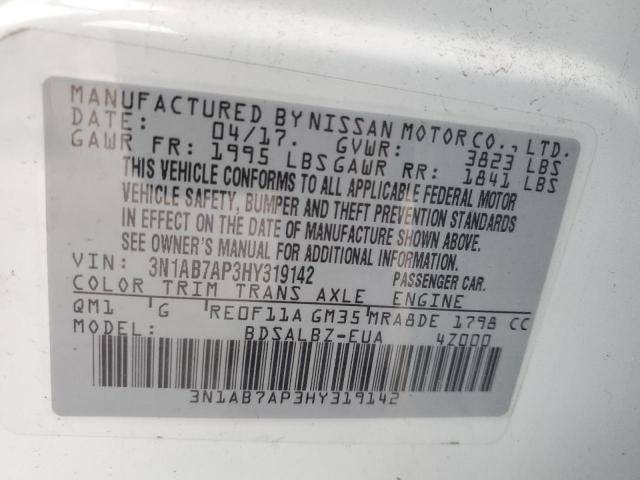 MANUFACTURED BY NISSAN MOTOR CO., LTD.
DATE: 04/17. GVWR: 3823 LBS
GAWR FR: 1995 LBS GAWR RR: 1841 LBS
THIS VEHICLE CONFORMS TO ALL APPLICABLE FEDERAL MOTOR
VEHICLE SAFETY, BUMPER AND THEFT PREVENTION STANDARDS
IN EFFECT ON THE DATE OF MANUFACTURE SHOWN ABOVE.
SEE OWNER'S MANUAL FOR ADDITIONAL INFORMATION.
VIN: 3N1AB7AP3HY319142 PASSENGER CAR.
COLOR TRIM TRANS AXLE ENGINE
QM1 G RE0F11A GM35 MRA8DE 1798 CC
MODEL: BDSALBZ-EUA 4Z000
3N1AB7AP3HY319142